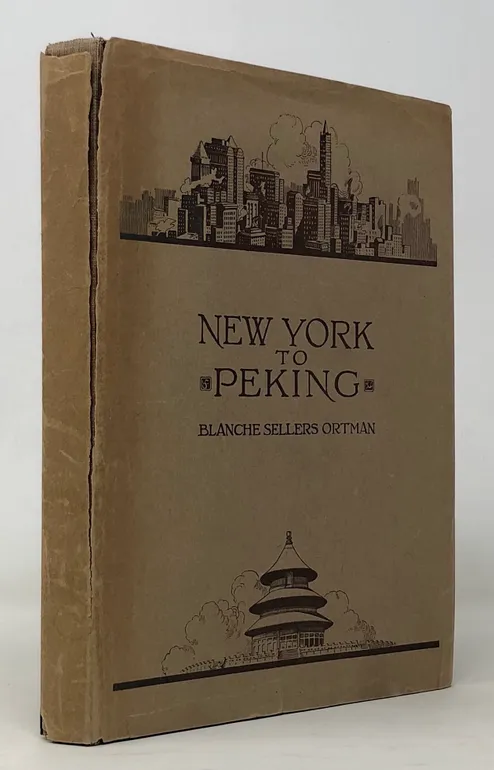 NEW YORK
TO
PEKING
BLANCHE SELLERS ORTMAN